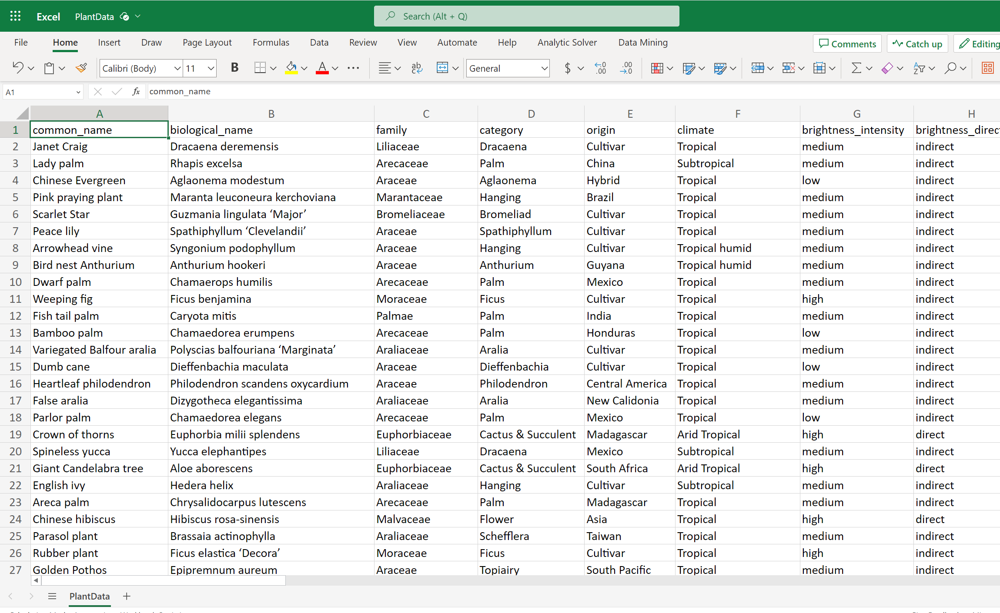 Excel PlantData Search (Alt + Q)
File Home Insert Draw Page Layout Formulas Data Review View Automate Help Analytic Solver Data Mining Comments Catch up Editing
Calibri (Body) 11 B A ab General $ .00 .00
A1 fx common_name
A B C D E F G H
1 common_name biological_name family category origin climate brightness_intensity brightness_direc
2 Janet Craig Dracaena deremensis Liliaceae Dracaena Cultivar Tropical medium indirect
3 Lady palm Rhapis excelsa Arecaceae Palm China Subtropical medium indirect
4 Chinese Evergreen Aglaonema modestum Araceae Aglaonema Hybrid Tropical low indirect
5 Pink praying plant Maranta leuconeura kerchoviana Marantaceae Hanging Brazil Tropical medium indirect
6 Scarlet Star Guzmania lingulata ‘Major’ Bromeliaceae Bromeliad Cultivar Tropical medium indirect
7 Peace lily Spathiphyllum ‘Clevelandii’ Araceae Spathiphyllum Cultivar Tropical medium indirect
8 Arrowhead vine Syngonium podophyllum Araceae Hanging Cultivar Tropical humid medium indirect
9 Bird nest Anthurium Anthurium hookeri Araceae Anthurium Guyana Tropical humid medium indirect
10 Dwarf palm Chamaerops humilis Arecaceae Palm Mexico Tropical medium indirect
11 Weeping fig Ficus benjamina Moraceae Ficus Cultivar Tropical high indirect
12 Fish tail palm Caryota mitis Palmae Palm India Tropical medium indirect
13 Bamboo palm Chamaedorea erumpens Arecaceae Palm Honduras Tropical low indirect
14 Variegated Balfour aralia Polyscias balfouriana ‘Marginata’ Araliaceae Aralia Cultivar Tropical medium indirect
15 Dumb cane Dieffenbachia maculata Araceae Dieffenbachia Cultivar Tropical low indirect
16 Heartleaf philodendron Philodendron scandens oxycardium Araceae Philodendron Central America Tropical medium indirect
17 False aralia Dizygotheca elegantissima Araliaceae Aralia New Calidonia Tropical medium indirect
18 Parlor palm Chamaedorea elegans Arecaceae Palm Mexico Tropical low indirect
19 Crown of thorns Euphorbia milii splendens Euphorbiaceae Cactus & Succulent Madagascar Arid Tropical high direct
20 Spineless yucca Yucca elephantipes Liliaceae Dracaena Mexico Subtropical medium indirect
21 Giant Candelabra tree Aloe aborescens Euphorbiaceae Cactus & Succulent South Africa Arid Tropical high direct
22 English ivy Hedera helix Araliaceae Hanging Cultivar Subtropical medium indirect
23 Areca palm Chrysalidocarpus lutescens Arecaceae Palm Madagascar Tropical medium indirect
24 Chinese hibiscus Hibiscus rosa-sinensis Malvaceae Flower Asia Tropical high direct
25 Parasol plant Brassaia actinophylla Araliaceae Schefflera Taiwan Tropical medium indirect
26 Rubber plant Ficus elastica ‘Decora’ Moraceae Ficus Cultivar Tropical high indirect
27 Golden Pothos Epipremnum aureum Araceae Topiairy South Pacific Tropical medium indirect
PlantData